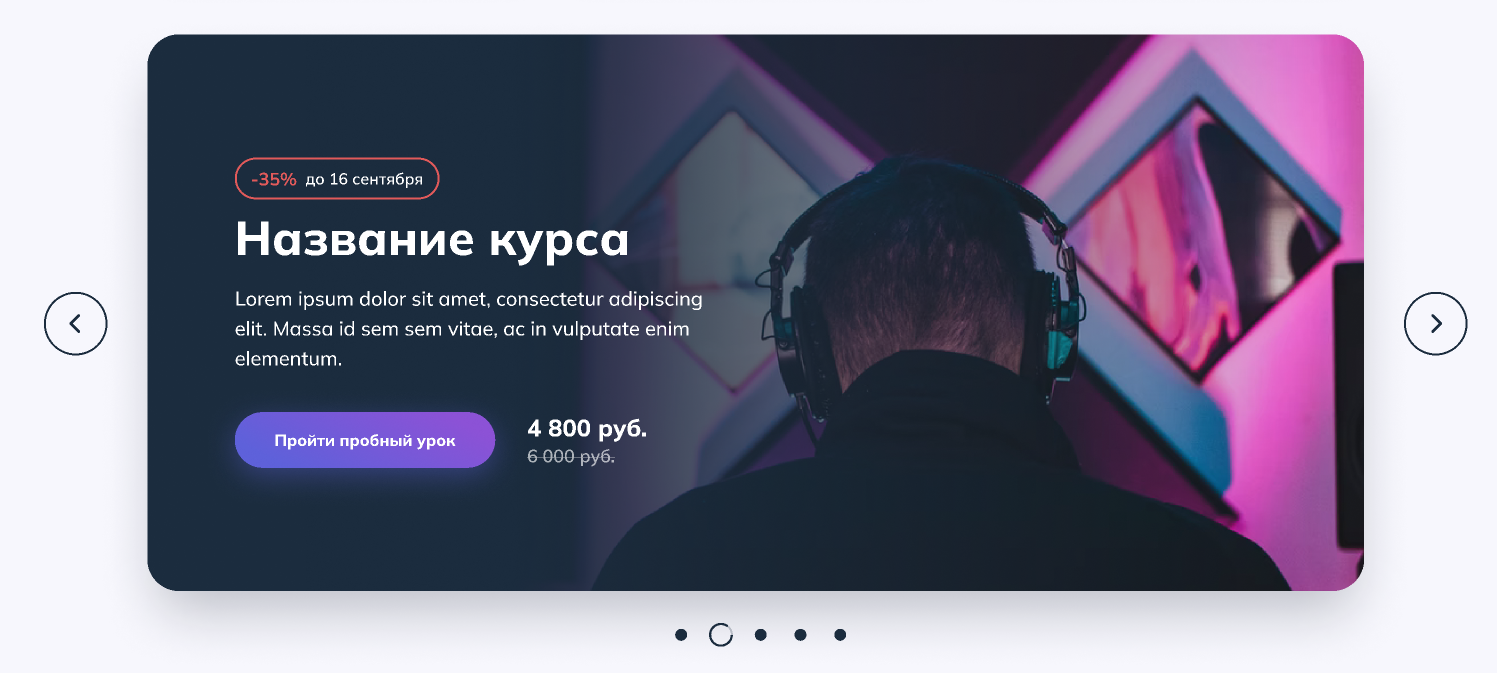 -35% до 16 сентября
Название курса
Lorem ipsum dolor sit amet, consectetur adipiscing
elit. Massa id sem sem vitae, ac in vulputate enim
elementum.
Пройти пробный урок
4 800 руб.
6 000 руб.